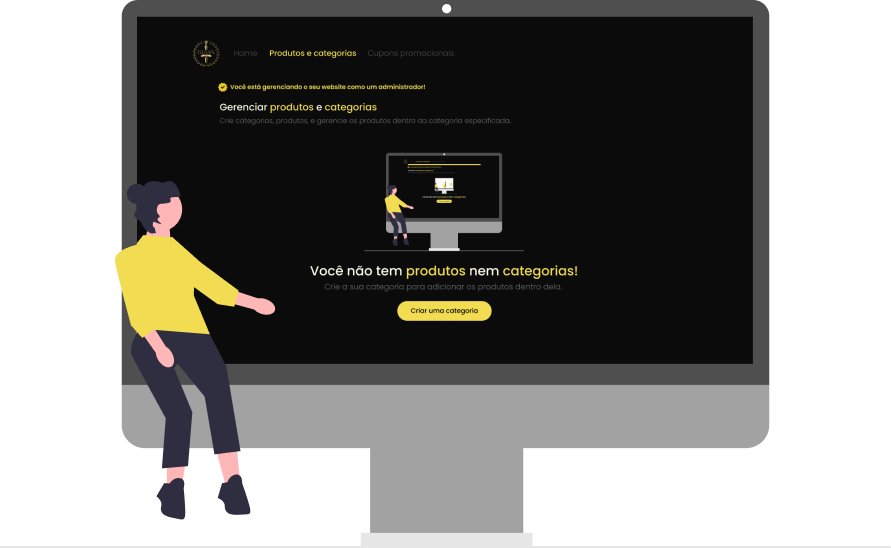 Home Produtos e categorias Cupons promocionais
Você está gerenciando o seu website como um administrador!
Gerenciar produtos e categorias
Crie categorias, produtos, e gerencie os produtos dentro da categoria especificada.
Você não tem produtos nem categorias!
Crie a sua categoria para adicionar os produtos dentro dela.
Criar uma categoria